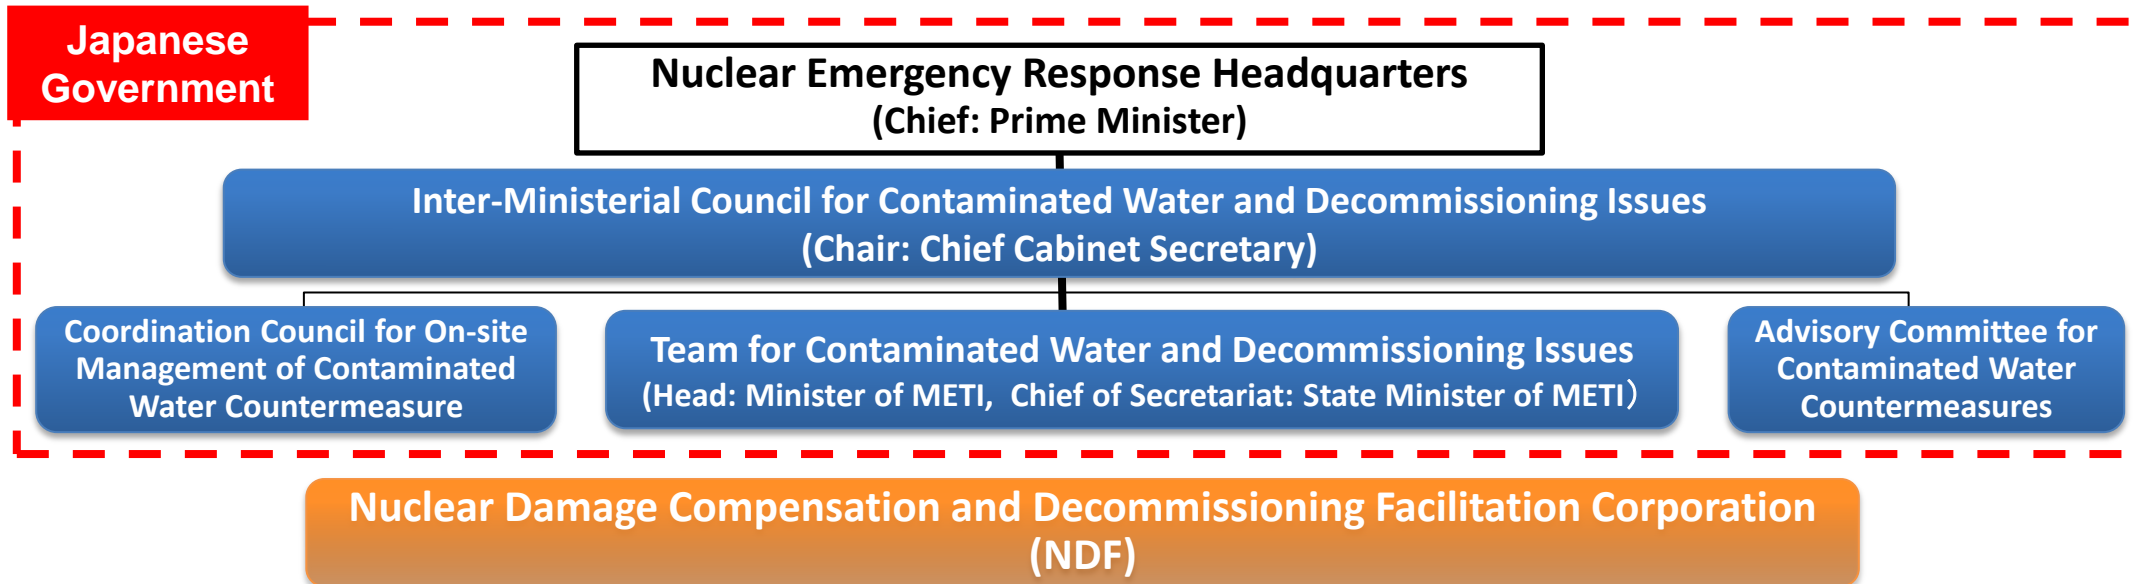 Japanese
Government
Nuclear Emergency Response Headquarters
(Chief: Prime Minister)
Inter-Ministerial Council for Contaminated Water and Decommissioning Issues
(Chair: Chief Cabinet Secretary)
Coordination Council for On-site
Management of Contaminated
Water Countermeasure
Team for Contaminated Water and Decommissioning Issues
(Head: Minister of METI,  Chief of Secretariat: State Minister of METI）
Advisory Committee for
Contaminated Water
Countermeasures
Nuclear Damage Compensation and Decommissioning Facilitation Corporation
(NDF)